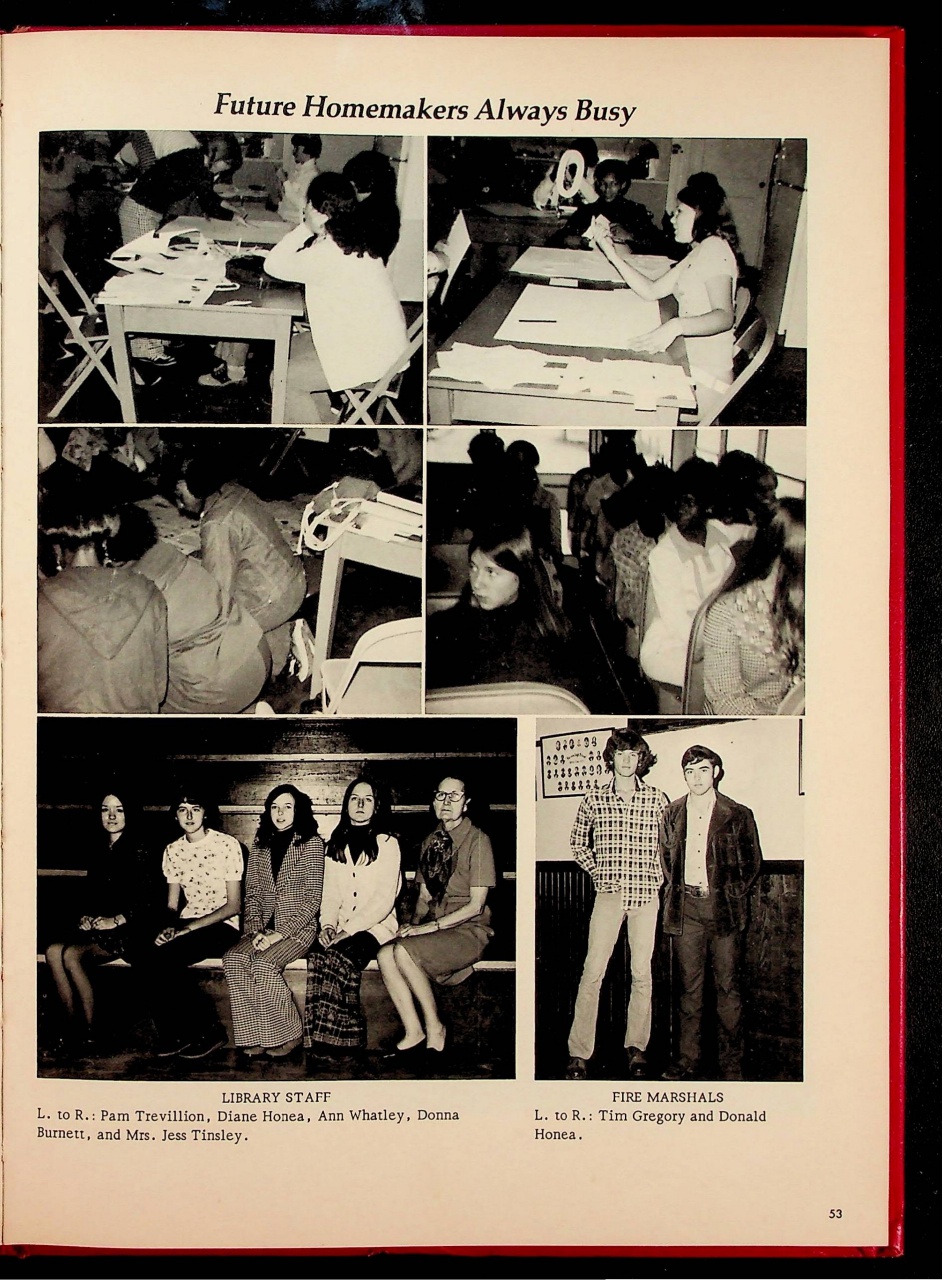 Future Homemakers Always Busy
LIBRARY STAFF
L. to R.: Pam Trevillion, Diane Honea, Ann Whatley, Donna
Burnett, and Mrs. Jess Tinsley.
FIRE MARSHALS
L. to R.: Tim Gregory and Donald
Honea.
53